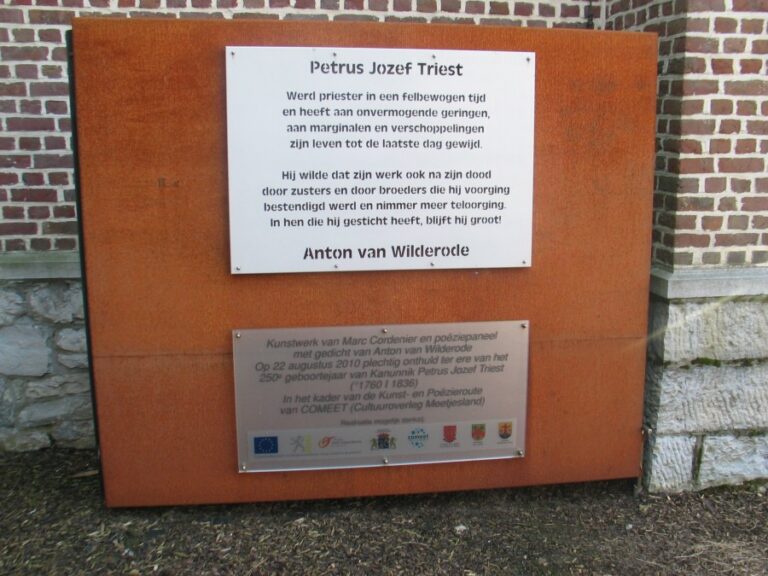 Petrus Jozef Triest
Werd priester in een felbewogen tijd
en heeft aan onvermogende geringen,
aan marginalen en verschoppelingen
zijn leven tot de laatste dag gewijd.
Hij wilde dat zijn werk ook na zijn dood
door zusters en door broeders die hij voorging
bestendigd werd en nimmer meer teloorging.
In hen die hij gesticht heeft, blijft hij groot!
Anton van Wilderode
Kunstwerk van Marc Cordenier en poëziepaneel
met gedicht van Anton van Wilderode
Op 22 augustus 2010 plechtig onthuld ter ere van het
250e geboortejaar van Kanunnik Petrus Jozef Triest
(°1760 I 1836)
In het kader van de Kunst- en Poëzieroute
van COMEET (Cultuuroverleg Meetjesland)
Realisatie mogelijk dankzij:
comeet